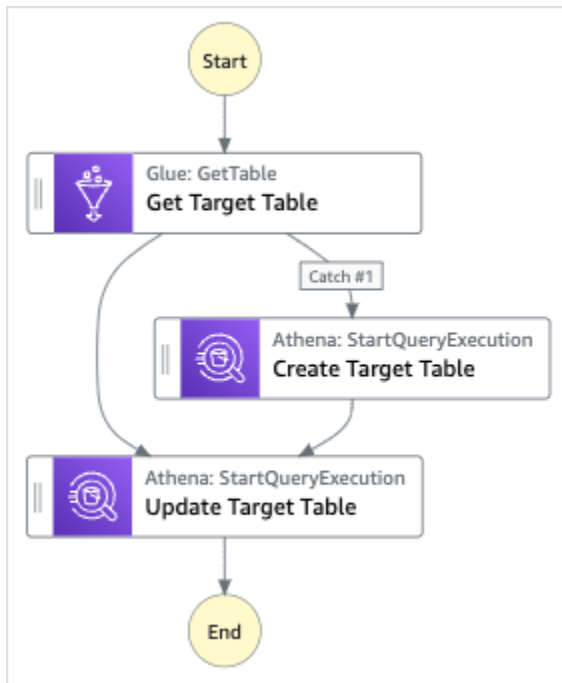 Start
Glue: GetTable
Get Target Table
Catch #1
Athena: StartQueryExecution
Create Target Table
Athena: StartQueryExecution
Update Target Table
End